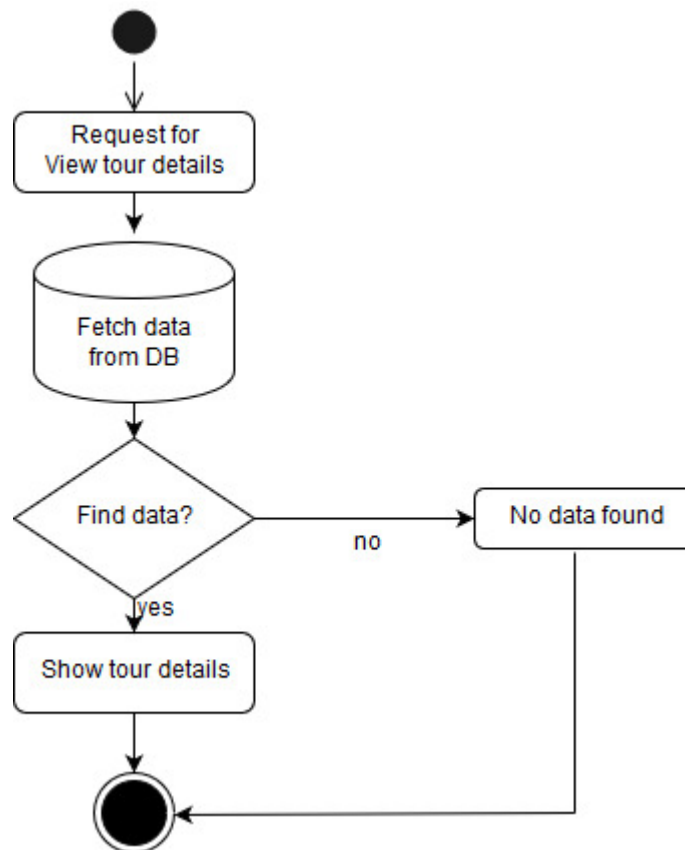 Request for
View tour details
Fetch data
from DB
Find data?
no
No data found
yes
Show tour details